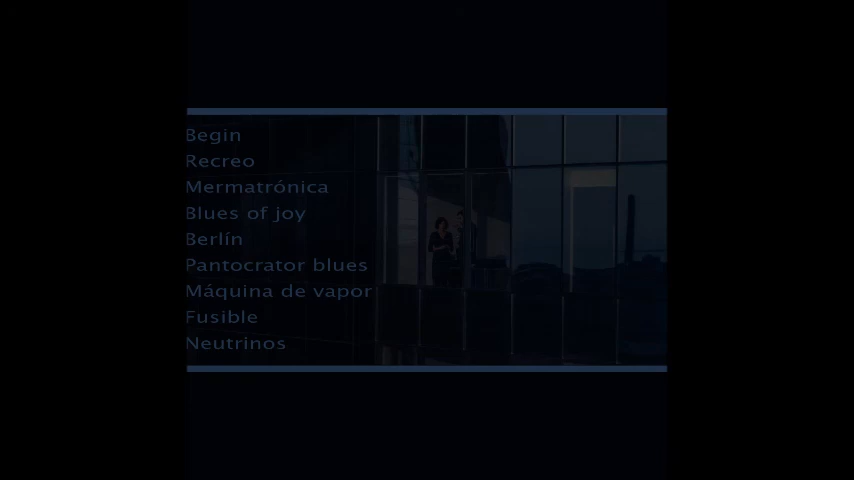 Begin
Recreo
Mermatrónica
Blues of joy
Berlín
Pantocrator blues
Máquina de vapor
Fusible
Neutrinos